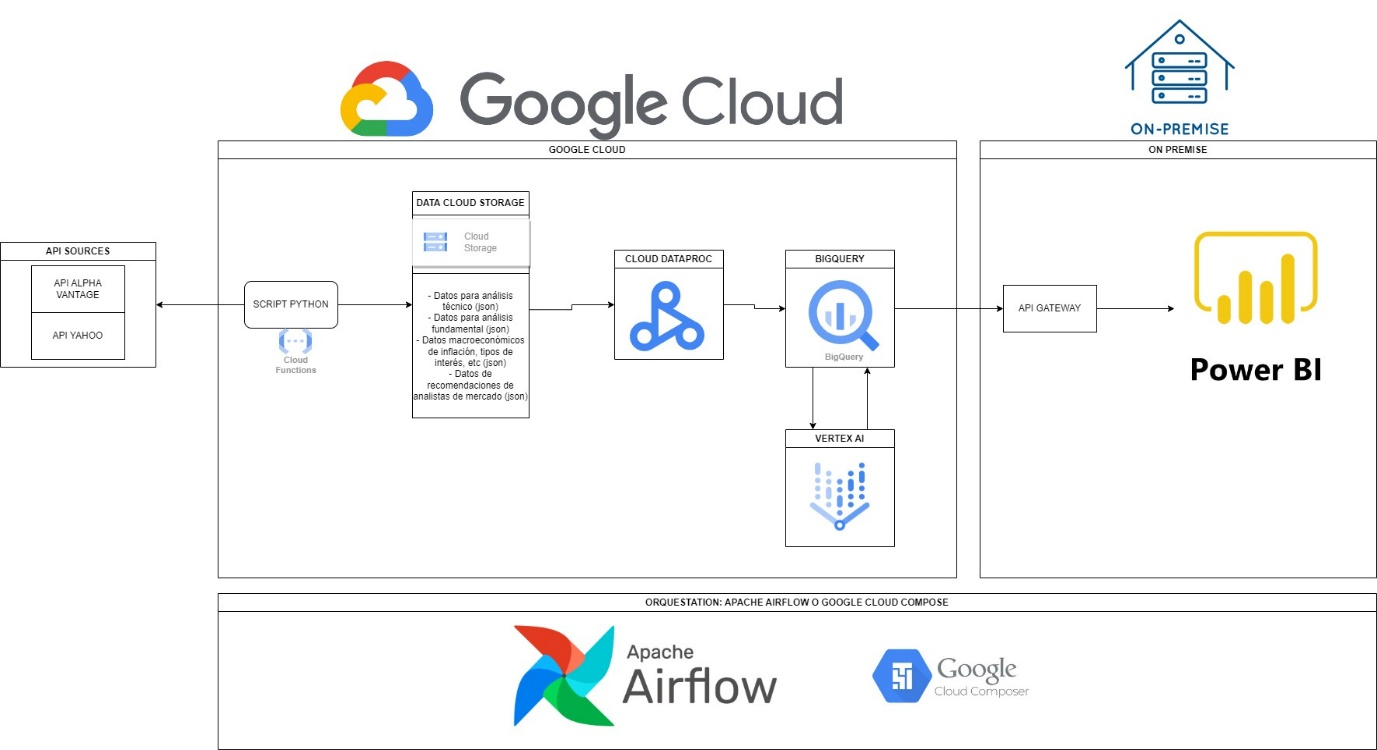 Google Cloud
ON-PREMISE
GOOGLE CLOUD
ON PREMISE
API SOURCES
API ALPHA
VANTAGE
API YAHOO
SCRIPT PYTHON
Cloud
Functions
DATA CLOUD STORAGE
Cloud
Storage
- Datos para análisis
técnico (json)
- Datos para análisis
fundamental (json)
- Datos macroeconómicos
de inflación, tipos de
interés, etc (json)
- Datos de
recomendaciones de
analistas de mercado (json)
CLOUD DATAPROC
BIGQUERY
BigQuery
VERTEX AI
API GATEWAY
Power BI
ORQUESTATION: APACHE AIRFLOW O GOOGLE CLOUD COMPOSE
Apache
Airflow
Google
Cloud Composer